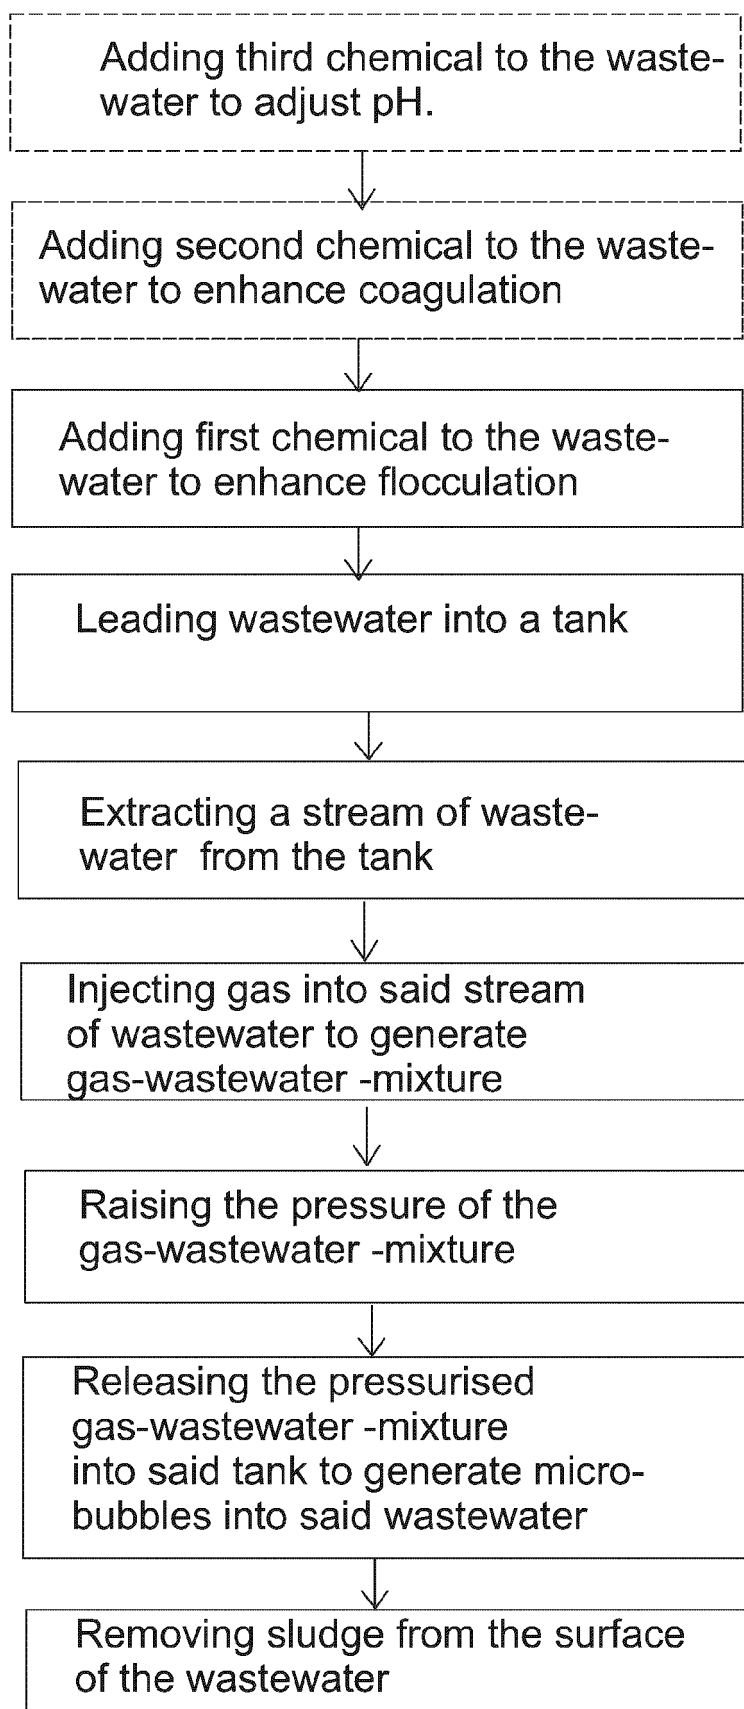 Adding third chemical to the waste-
water to adjust pH.
Adding second chemical to the waste-
water to enhance coagulation
Adding first chemical to the waste-
water to enhance flocculation
Leading wastewater into a tank
Extracting a stream of waste-
water from the tank
Injecting gas into said stream
of wastewater to generate
gas-wastewater -mixture
Raising the pressure of the
gas-wastewater -mixture
Releasing the pressurised
gas-wastewater -mixture
into said tank to generate micro-
bubbles into said wastewater
Removing sludge from the surface
of the wastewater